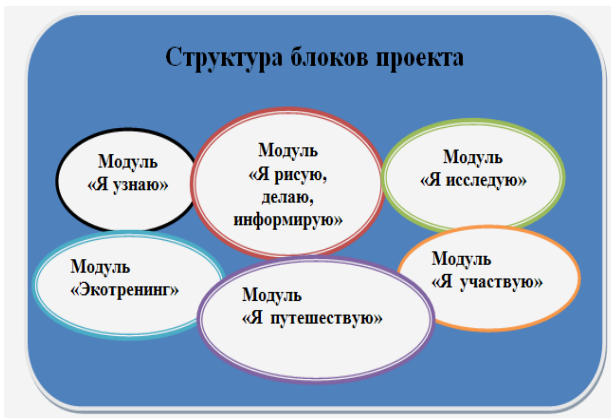 Структура блоков проекта
Модуль
«Я узнаю»
Модуль
«Я рисую,
делаю,
информирую»
Модуль
«Я исследую»
Модуль
«Экотренинг»
Модуль
«Я путешествую»
Модуль
«Я участвую»